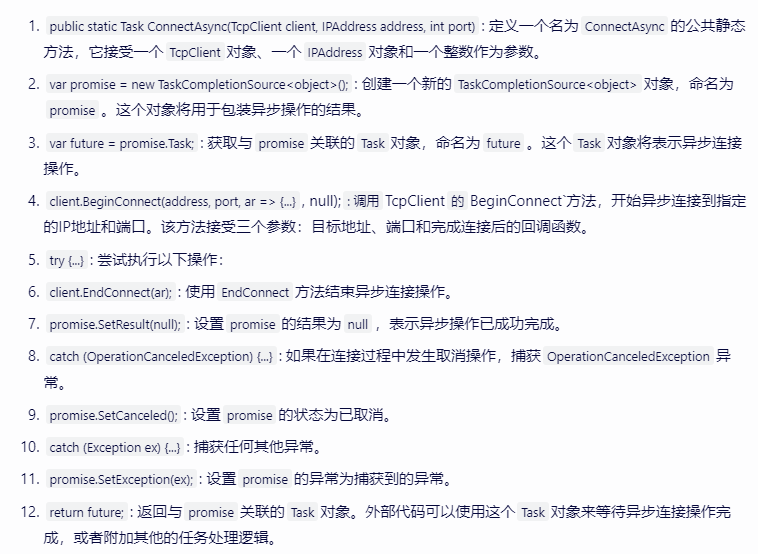 1. public static Task ConnectAsync(TcpClient client, IPAddress address, int port) : 定义一个名为 ConnectAsync 的公共静态
方法，它接受一个 TcpClient 对象、一个 IPAddress 对象和一个整数作为参数。
2. var promise = new TaskCompletionSource<object>(); : 创建一个新的 TaskCompletionSource<object> 对象，命名为
promise 。这个对象将用于包装异步操作的结果。
3. var future = promise.Task; : 获取与 promise 关联的 Task 对象，命名为 future 。这个 Task 对象将表示异步连接
操作。
4. client.BeginConnect(address, port, ar => {...} , null); : 调用 TcpClient 的 BeginConnect`方法，开始异步连接到指定
的IP地址和端口。该方法接受三个参数：目标地址、端口和完成连接后的回调函数。
5. try {...} : 尝试执行以下操作：
6. client.EndConnect(ar); : 使用 EndConnect 方法结束异步连接操作。
7. promise.SetResult(null); : 设置 promise 的结果为 null ，表示异步操作已成功完成。
8. catch (OperationCanceledException) {...} : 如果在连接过程中发生取消操作，捕获 OperationCanceledException 异
常。
9. promise.SetCanceled(); : 设置 promise 的状态为已取消。
10. catch (Exception ex) {...} : 捕获任何其他异常。
11. promise.SetException(ex); : 设置 promise 的异常为捕获到的异常。
12. return future; : 返回与 promise 关联的 Task 对象。外部代码可以使用这个 Task 对象来等待异步连接操作完
成，或者附加其他的任务处理逻辑。